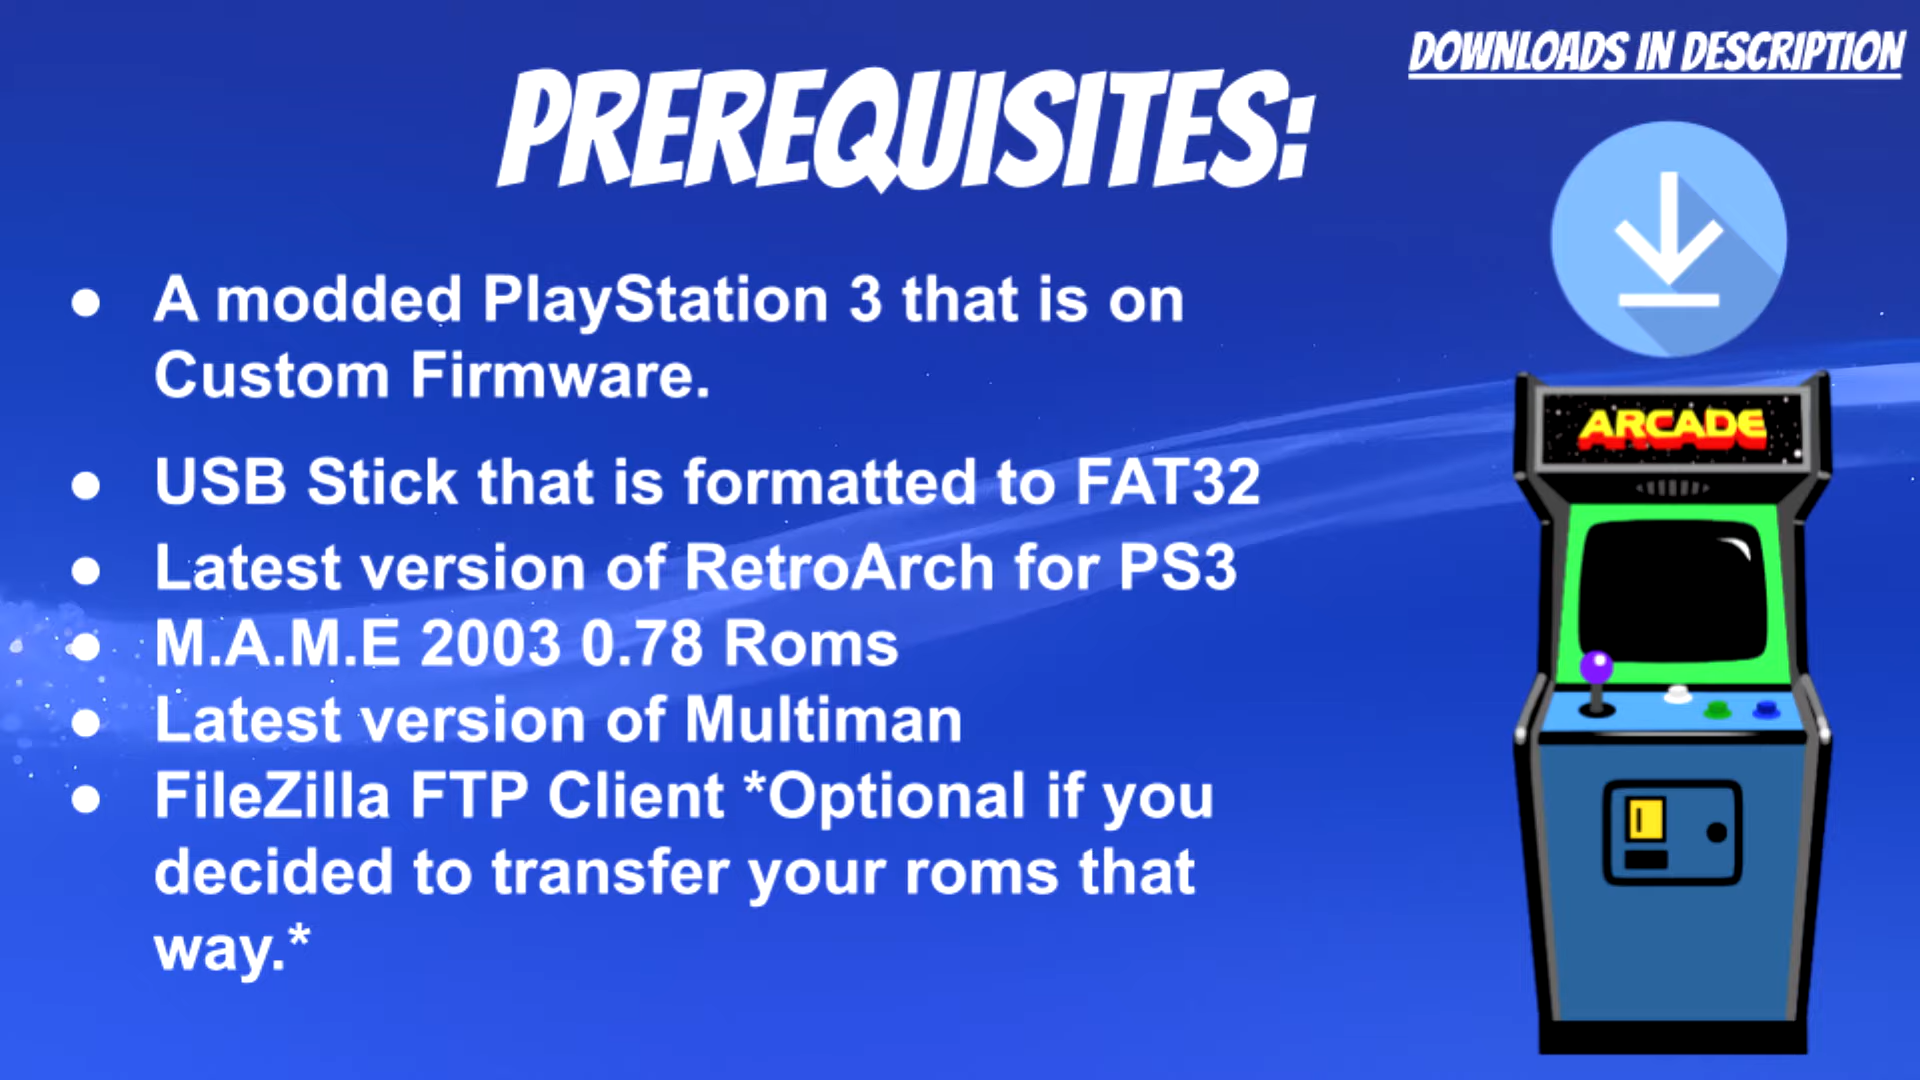 DOWNLOADS IN DESCRIPTION
PREREQUISITES:
● A modded PlayStation 3 that is on
Custom Firmware.
● USB Stick that is formatted to FAT32
● Latest version of RetroArch for PS3
● M.A.M.E 2003 0.78 Roms
● Latest version of Multiman
● FileZilla FTP Client *Optional if you
decided to transfer your roms that
way.*
ARCADE